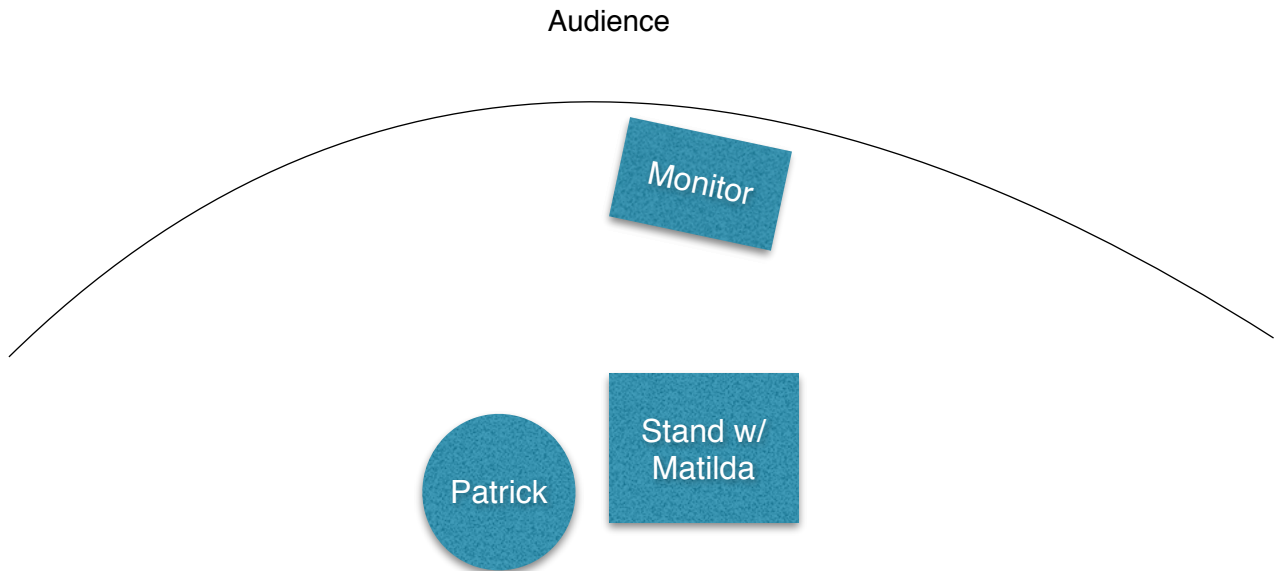 Audience
Monitor
Stand w/
Matilda
Patrick